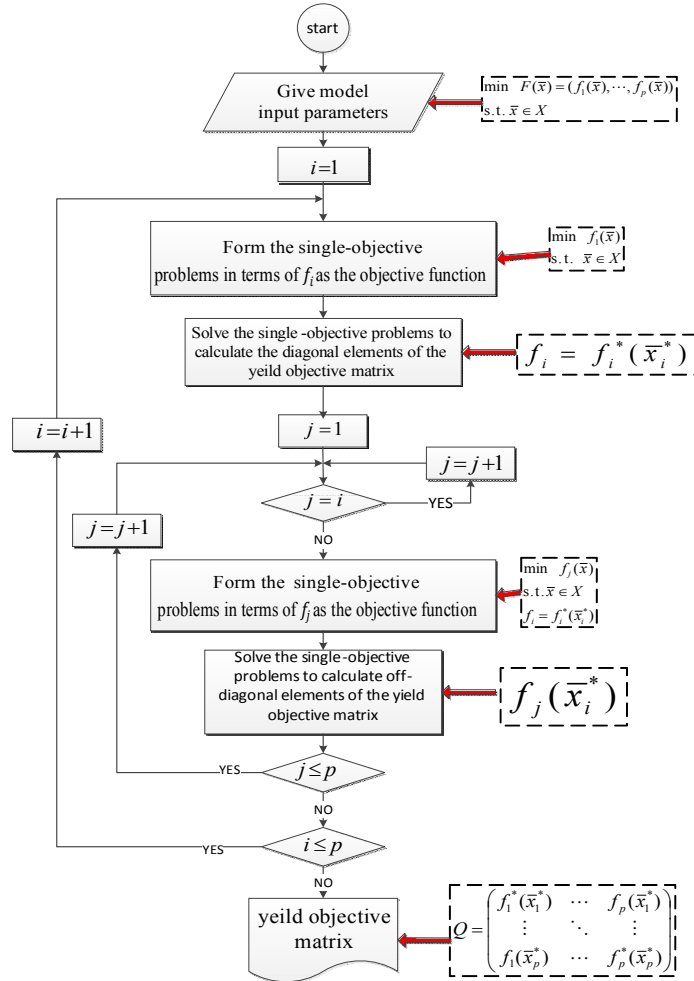 start
Give model
input parameters
min F(x̄)=(f₁(x̄),⋯,fₚ(x̄))
s.t. x̄ ∈ X
i=1
Form the single-objective
problems in terms of fᵢ as the objective function
min f₁(x̄)
s.t. x̄ ∈ X
Solve the single -objective problems to
calculate the diagonal elements of the
yeild objective matrix
fᵢ = fᵢ*(x̄ᵢ*)
i=i+1
j=1
j=j+1
j=i
YES
j=j+1
NO
Form the single-objective
problems in terms of fⱼ as the objective function
min fⱼ(x̄)
s.t. x̄ ∈ X
fᵢ = fᵢ*(x̄ᵢ*)
Solve the single-objective
problems to calculate off-
diagonal elements of the yield
objective matrix
fⱼ(x̄ᵢ*)
YES
j≤p
NO
YES
i≤p
NO
yeild objective
matrix
f₁*(x̄₁*) ⋯ fₚ(x̄₁*)
Q= ⋮ ⋱ ⋮
f₁(x̄ₚ*) ⋯ fₚ*(x̄ₚ*)